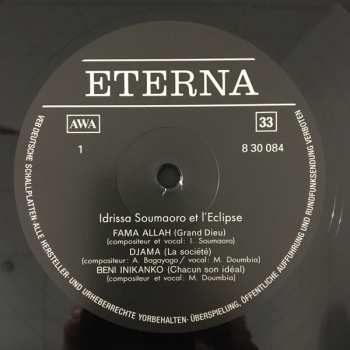 ETERNA
AWA
33
1
8 30 084
Idrissa Soumaoro et l'Eclipse
FAMA ALLAH (Grand Dieu)
(compositeur et vocal: I. Soumaoro)
DJAMA (La société)
(compositeur: A. Bagayogo / vocal: M. Doumbia)
BENI INIKANKO (Chacun son idéal)
(compositeur et vocal: M. Doumbia)
VEB DEUTSCHE SCHALLPLATTEN ALLE HERSTELLER- UND URHEBERRECHTE VORBEHALTEN· ÜBERSPIELUNG, ÖFFENTLICHE AUFFÜHRUNG UND RUNDFUNKSENDUNG VERBOTEN